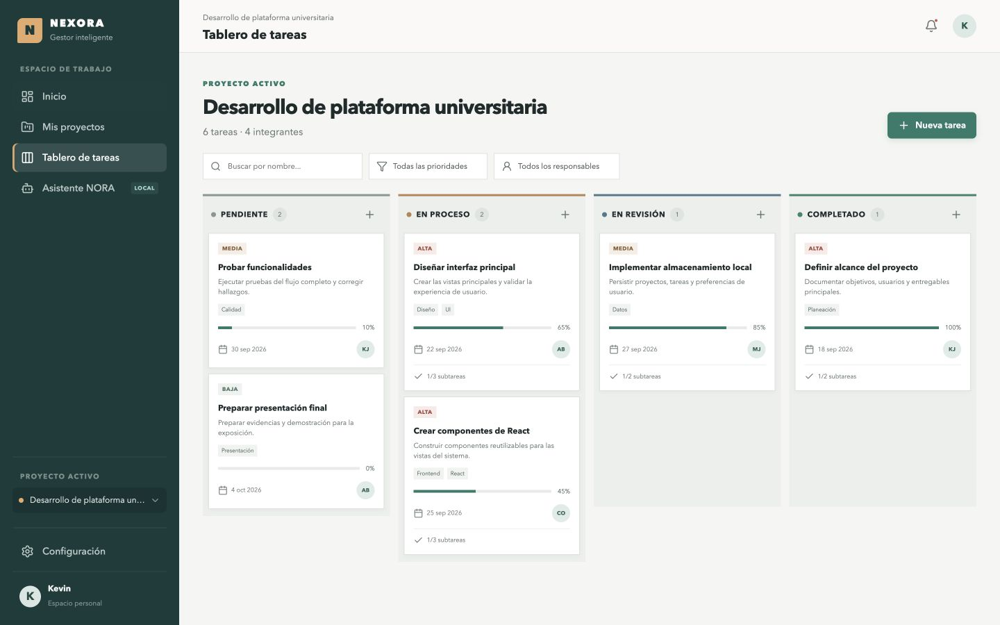 N
NEXORA
Gestor inteligente
ESPACIO DE TRABAJO
Inicio
Mis proyectos
Tablero de tareas
Asistente NORA
LOCAL
PROYECTO ACTIVO
Desarrollo de plataforma un...
Configuración
K
Kevin
Espacio personal
Desarrollo de plataforma universitaria
Tablero de tareas
K
PROYECTO ACTIVO
Desarrollo de plataforma universitaria
6 tareas · 4 integrantes
Nueva tarea
Buscar por nombre...
Todas las prioridades
Todos los responsables
PENDIENTE 2
MEDIA
Probar funcionalidades
Ejecutar pruebas del flujo completo y corregir
hallazgos.
Calidad
10%
30 sep 2026
KJ
BAJA
Preparar presentación final
Preparar evidencias y demostración para la
exposición.
Presentación
0%
4 oct 2026
AB
EN PROCESO 2
ALTA
Diseñar interfaz principal
Crear las vistas principales y validar la
experiencia de usuario.
Diseño UI
65%
22 sep 2026
AB
1/3 subtareas
ALTA
Crear componentes de React
Construir componentes reutilizables para las
vistas del sistema.
Frontend React
45%
25 sep 2026
CO
1/3 subtareas
EN REVISIÓN 1
MEDIA
Implementar almacenamiento local
Persistir proyectos, tareas y preferencias de
usuario.
Datos
85%
27 sep 2026
MJ
1/2 subtareas
COMPLETADO 1
ALTA
Definir alcance del proyecto
Documentar objetivos, usuarios y entregables
principales.
Planeación
100%
18 sep 2026
KJ
1/2 subtareas